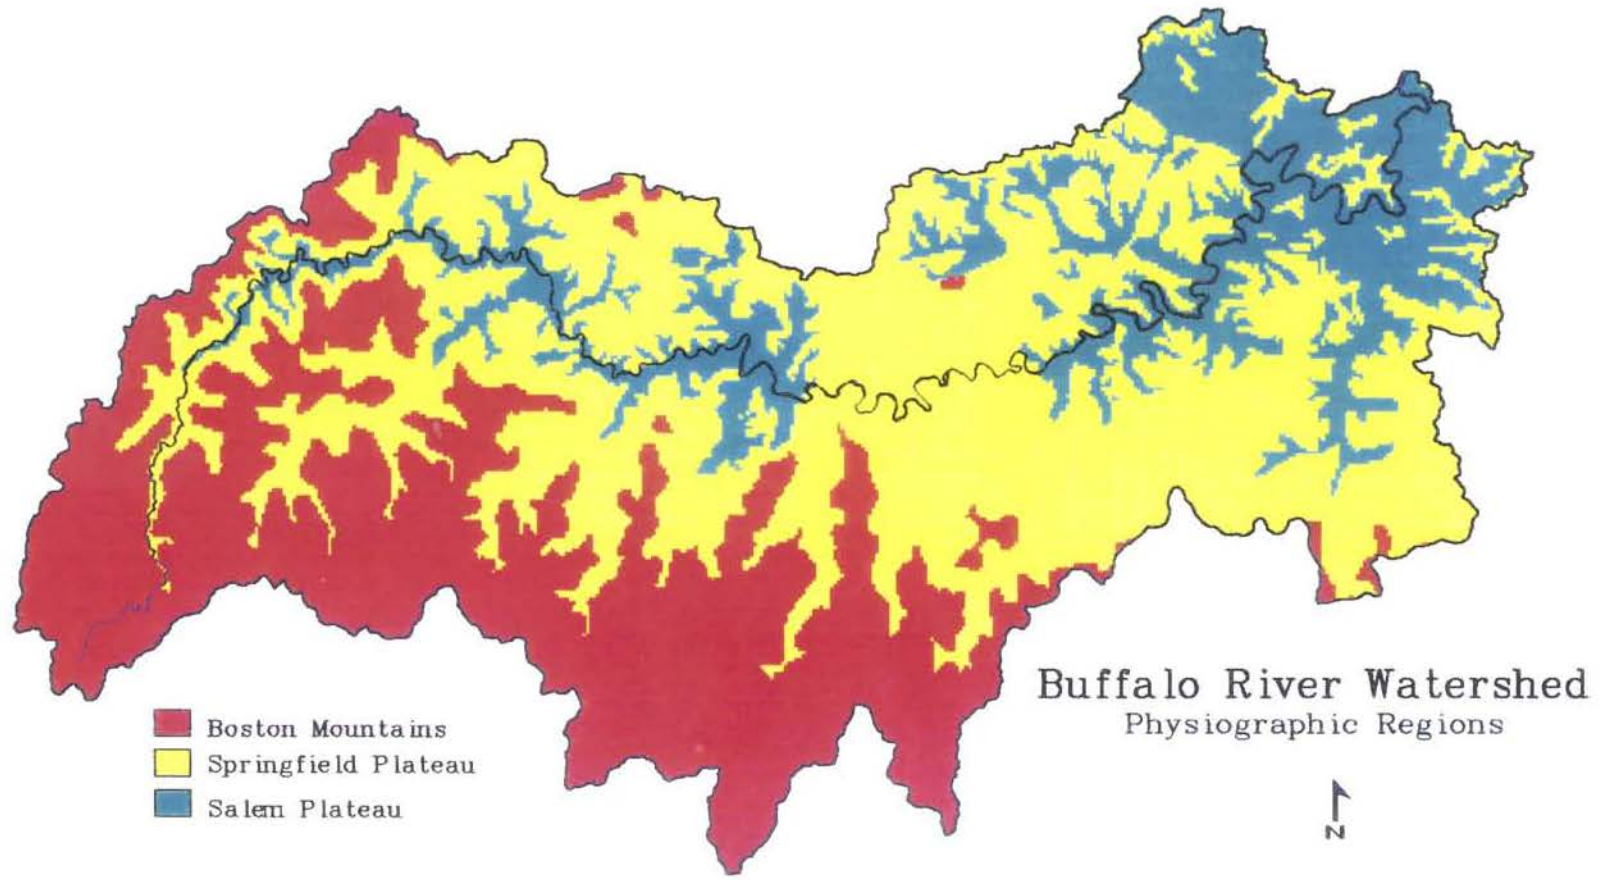 Buffalo River Watershed
Physiographic Regions
Boston Mountains
Springfield Plateau
Salem Plateau
N